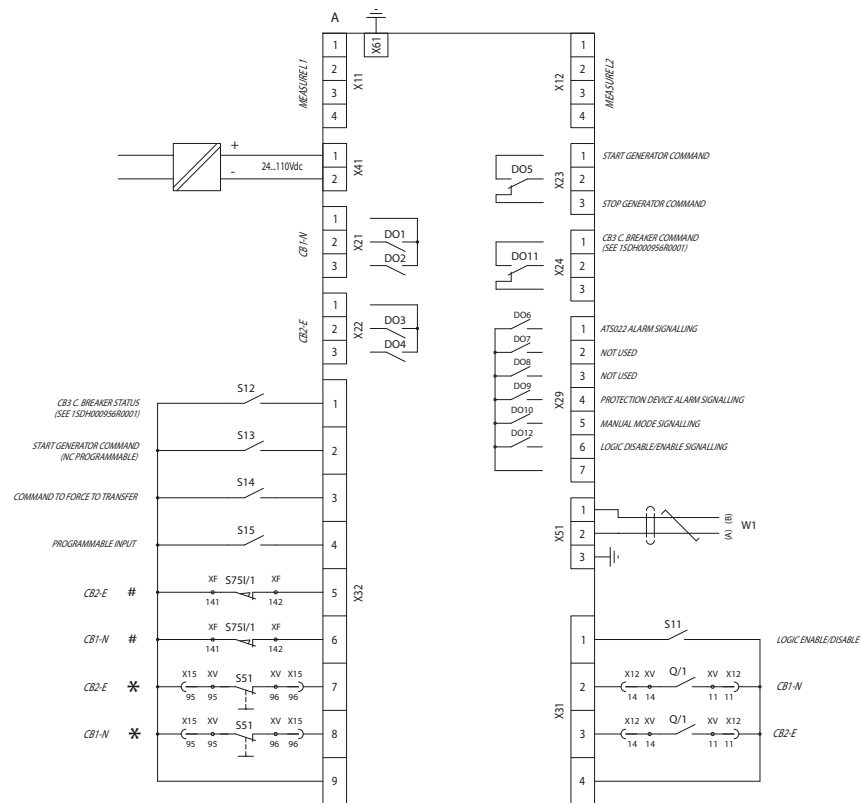 A
X61
MEASURE L1
1
2
3
4
X11
X12
1
2
3
4
MEASURE L2
+
-
24...110Vdc
1
2
X41
DO5
X23
1
2
3
START GENERATOR COMMAND
STOP GENERATOR COMMAND
CB1-N
1
2
3
X21
DO1
DO2
DO11
X24
1
2
3
CB3 C. BREAKER COMMAND
(SEE 1SDH000956R0001)
CB2-E
1
2
3
X22
DO3
DO4
DO6
DO7
DO8
DO9
DO10
DO12
X29
1
2
3
4
5
6
7
ATS022 ALARM SIGNALLING
NOT USED
NOT USED
PROTECTION DEVICE ALARM SIGNALLING
MANUAL MODE SIGNALLING
LOGIC DISABLE/ENABLE SIGNALLING
CB3 C. BREAKER STATUS
(SEE 1SDH000956R0001)
S12
1
START GENERATOR COMMAND
(NC PROGRAMMABLE)
S13
2
COMMAND TO FORCE TO TRANSFER
S14
3
PROGRAMMABLE INPUT
S15
4
X32
CB2-E # XF S75I/1 XF 5
141 142
CB1-N # XF S75I/1 XF 6
141 142
CB2-E * X15 XV S51 XV X15 7
95 95 96 96
CB1-N * X15 XV S51 XV X15 8
95 95 96 96
9
X51
1
2
3
(B)
(A)
W1
X31
1
S11
LOGIC ENABLE/DISABLE
2 X12 XV Q/1 XV X12 CB1-N
14 14 11 11
3 X12 XV Q/1 XV X12 CB2-E
14 14 11 11
4